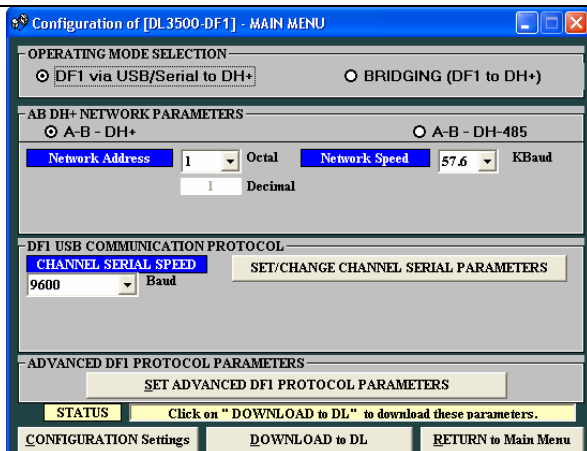 Configuration of [DL3500-DF1] - MAIN MENU
OPERATING MODE SELECTION
DF1 via USB/Serial to DH+ BRIDGING (DF1 to DH+)
AB DH+ NETWORK PARAMETERS
A-B - DH+ A-B - DH-485
Network Address 1 Octal Network Speed 57.6 KBaud
1 Decimal
DF1 USB COMMUNICATION PROTOCOL
CHANNEL SERIAL SPEED SET/CHANGE CHANNEL SERIAL PARAMETERS
9600 Baud
ADVANCED DF1 PROTOCOL PARAMETERS
SET ADVANCED DF1 PROTOCOL PARAMETERS
STATUS Click on " DOWNLOAD to DL" to download these parameters.
CONFIGURATION Settings DOWNLOAD to DL RETURN to Main Menu